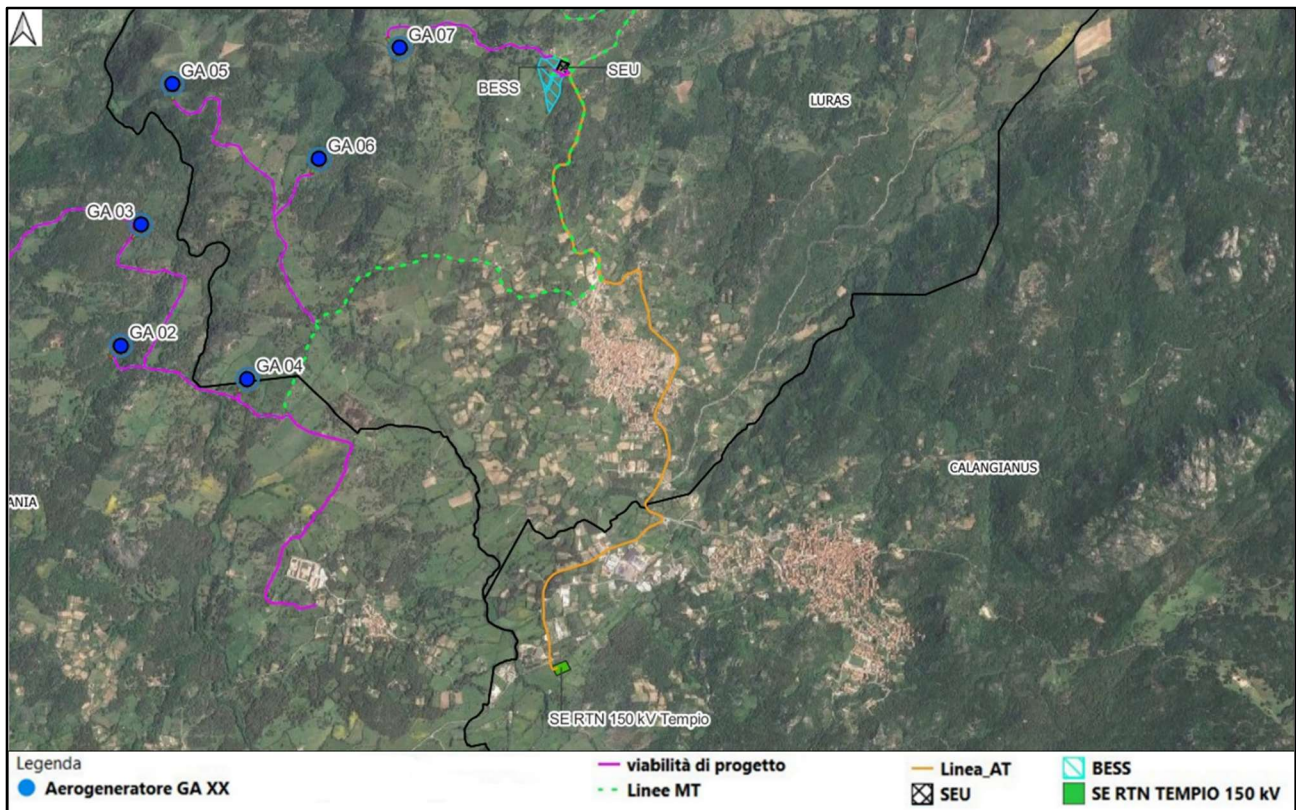 GA 07
GA 05
SEU
BESS
LURAS
GA 06
GA 03
GA 02
GA 04
CALANGIANUS
ANIA
SE RTN 150 kV Tempio
Legenda
Aerogeneratore GA XX
viabilità di progetto
Linee MT
Linea_AT
SEU
BESS
SE RTN TEMPIO 150 kV